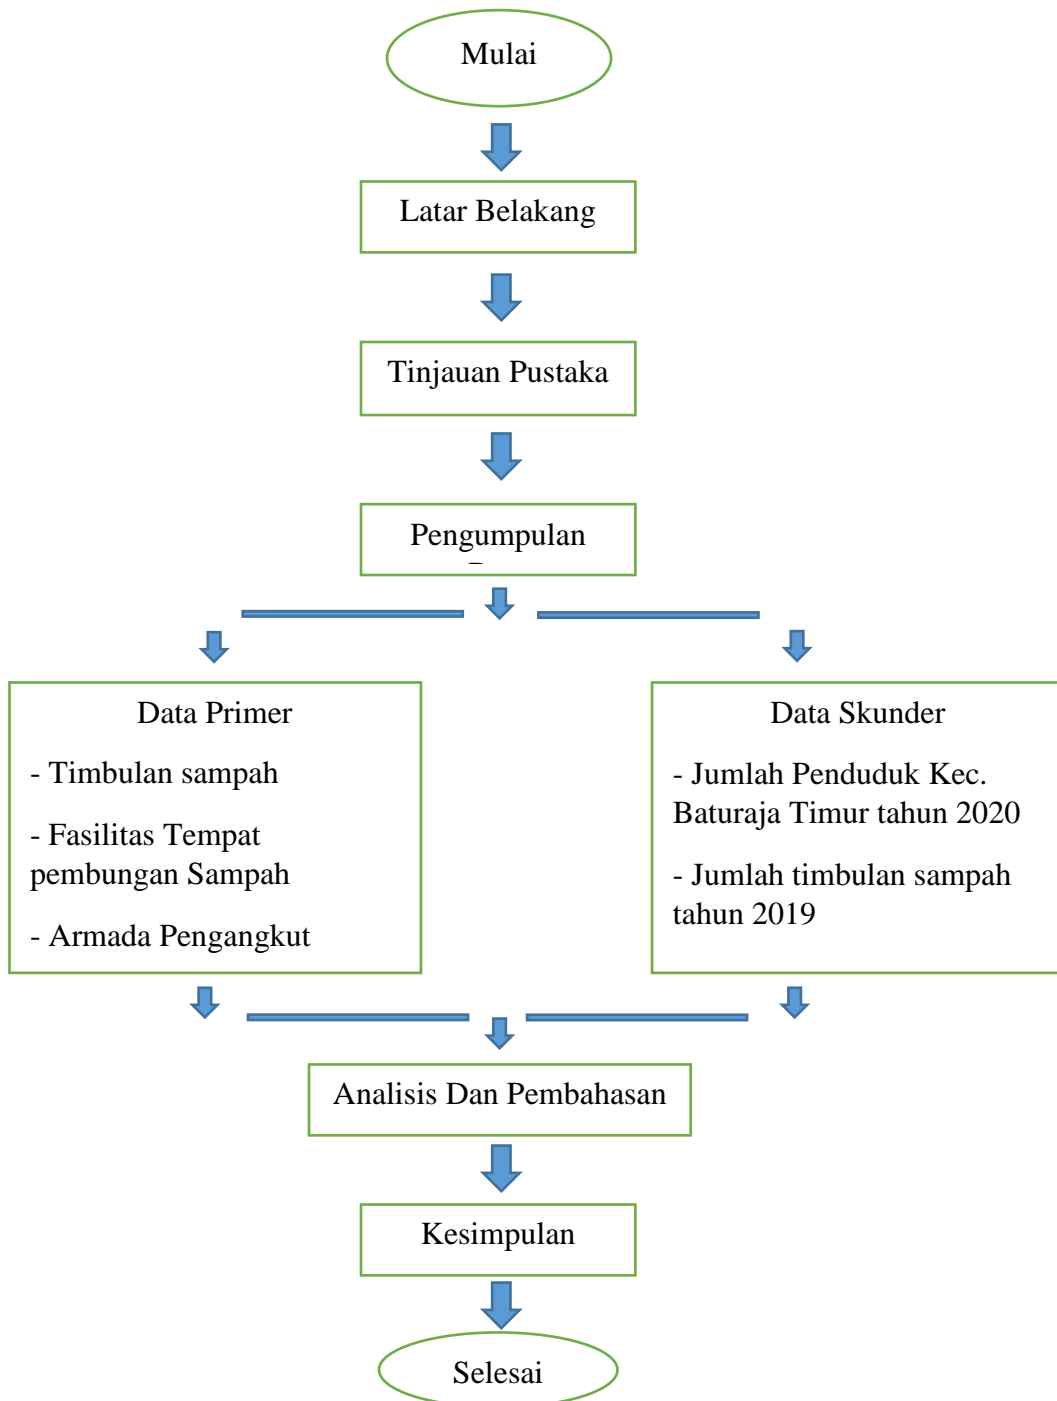 Mulai
Latar Belakang
Tinjauan Pustaka
Pengumpulan
Data Primer
- Timbulan sampah
- Fasilitas Tempat
pembungan Sampah
- Armada Pengangkut
Data Skunder
- Jumlah Penduduk Kec.
Baturaja Timur tahun 2020
- Jumlah timbulan sampah
tahun 2019
Analisis Dan Pembahasan
Kesimpulan
Selesai